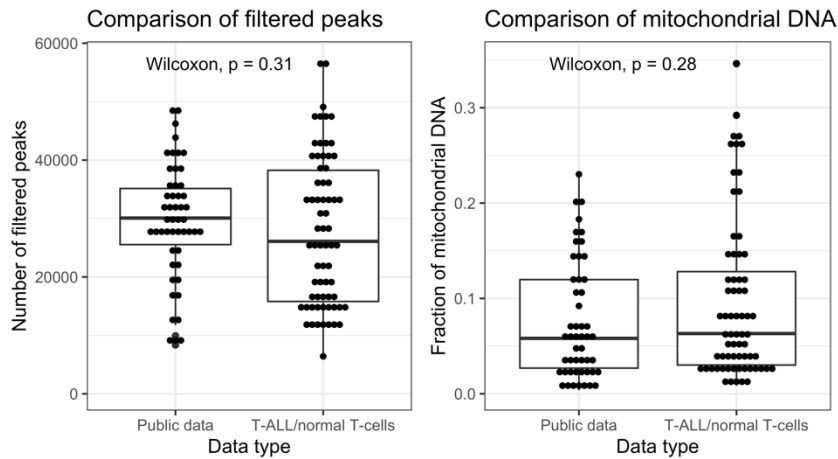 Comparison of filtered peaks
Wilcoxon, p = 0.31
Number of filtered peaks
60000
40000
20000
0
Public data
T-ALL/normal T-cells
Data type
Comparison of mitochondrial DNA
Wilcoxon, p = 0.28
Fraction of mitochondrial DNA
0.3
0.2
0.1
0.0
Public data
T-ALL/normal T-cells
Data type